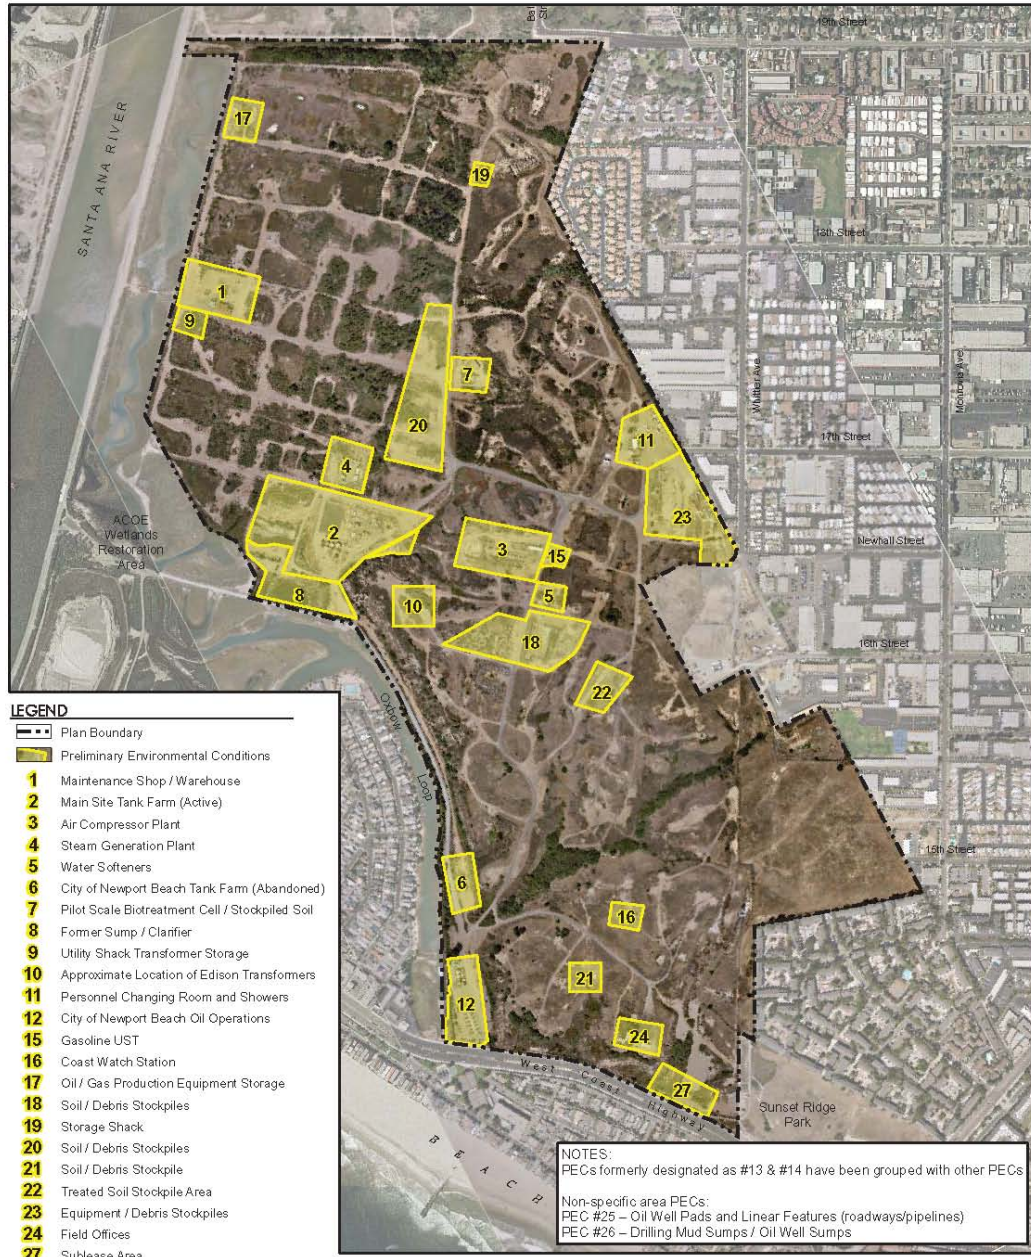 19th Street
SANTA ANA RIVER
17
19
18th Street
1
9
Whittier Ave
Monrovia Ave
7
20
11
17th Street
4
23
2
ACOE
Wetlands
Restoration
Area
3
15
Newhall Street
8
10
5
18
16th Street
22
Oxbow
Loop
15th Street
6
16
21
12
24
27
West Coast Highway
Sunset Ridge
Park
BEACH
LEGEND
Plan Boundary
Preliminary Environmental Conditions
1 Maintenance Shop / Warehouse
2 Main Site Tank Farm (Active)
3 Air Compressor Plant
4 Steam Generation Plant
5 Water Softeners
6 City of Newport Beach Tank Farm (Abandoned)
7 Pilot Scale Biotreatment Cell / Stockpiled Soil
8 Former Sump / Clarifier
9 Utility Shack Transformer Storage
10 Approximate Location of Edison Transformers
11 Personnel Changing Room and Showers
12 City of Newport Beach Oil Operations
15 Gasoline UST
16 Coast Watch Station
17 Oil / Gas Production Equipment Storage
18 Soil / Debris Stockpiles
19 Storage Shack
20 Soil / Debris Stockpiles
21 Soil / Debris Stockpile
22 Treated Soil Stockpile Area
23 Equipment / Debris Stockpiles
24 Field Offices
27 Sublease Area
NOTES:
PECs formerly designated as #13 & #14 have been grouped with other PECs
Non-specific area PECs:
PEC #25 – Oil Well Pads and Linear Features (roadways/pipelines)
PEC #26 – Drilling Mud Sumps / Oil Well Sumps